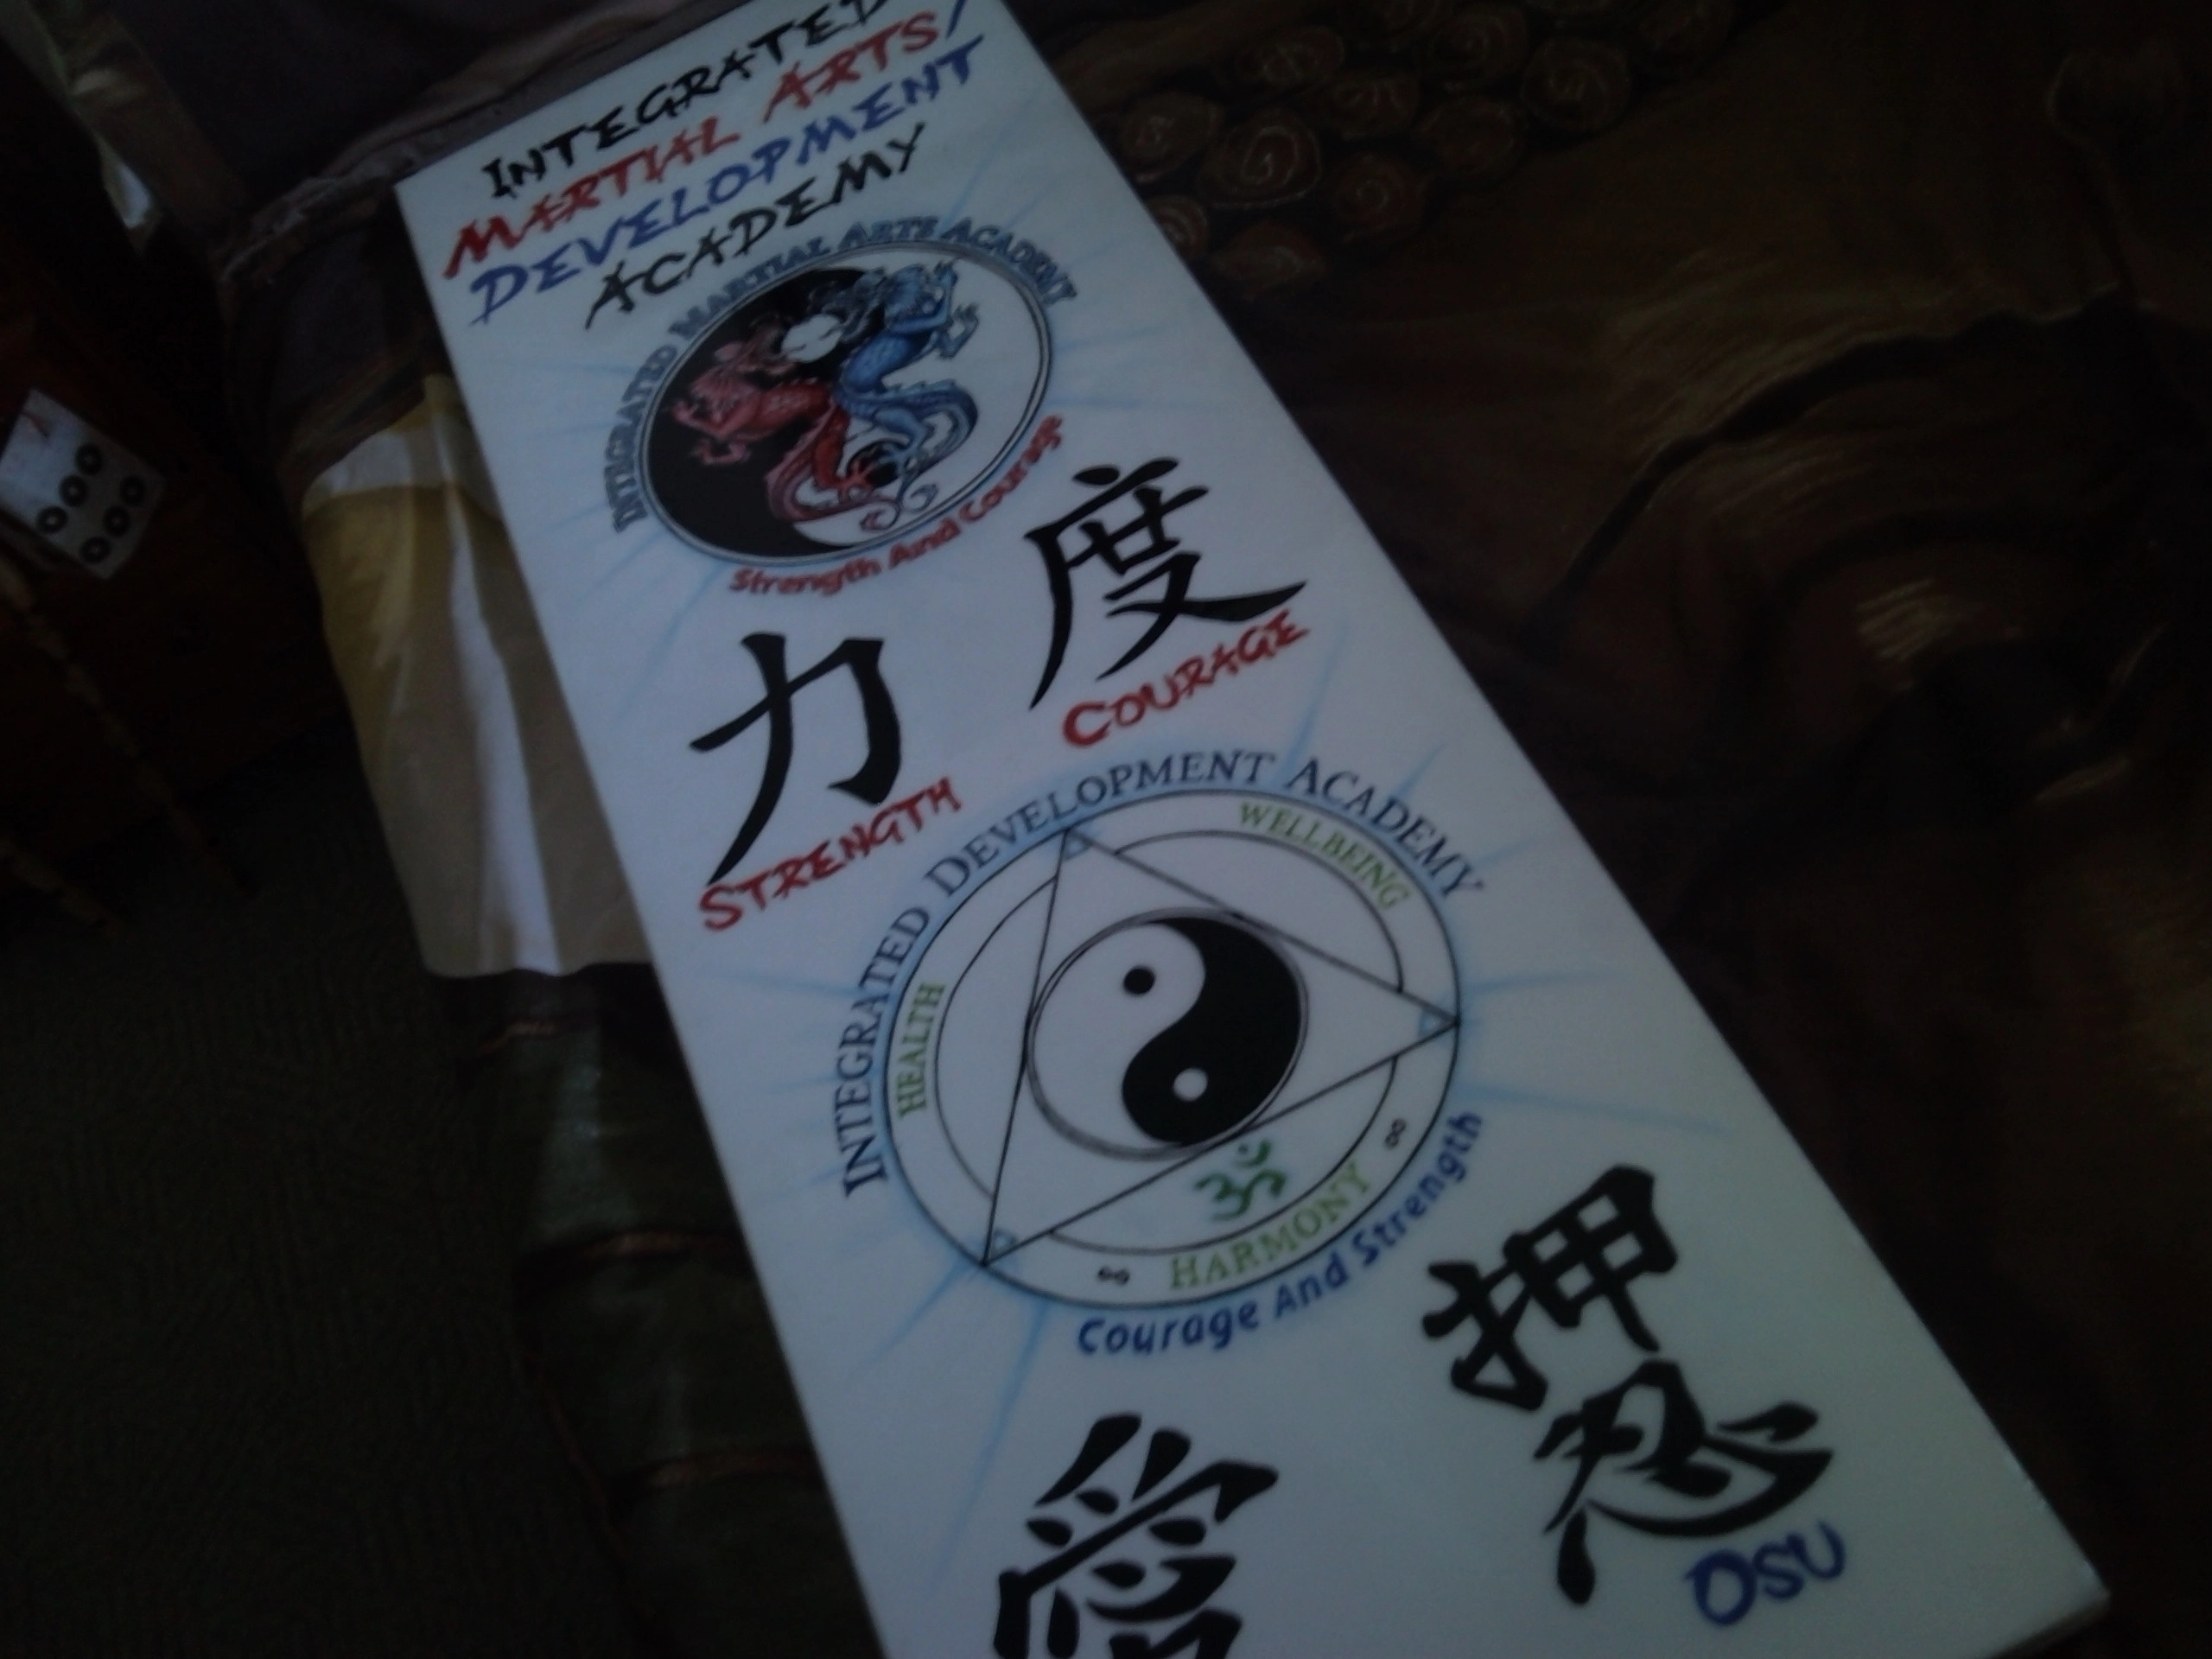 INTEGRATED
MARTIAL ARTS/
DEVELOPMENT
ACADEMY
INTEGRATED MARTIAL ARTS ACADEMY
Strength And Courage
度
COURAGE
力
STRENGTH
INTEGRATED DEVELOPMENT ACADEMY
WELLBEING
HEALTH
ॐ
HARMONY
Courage And Strength
押
忍
OSU
愛